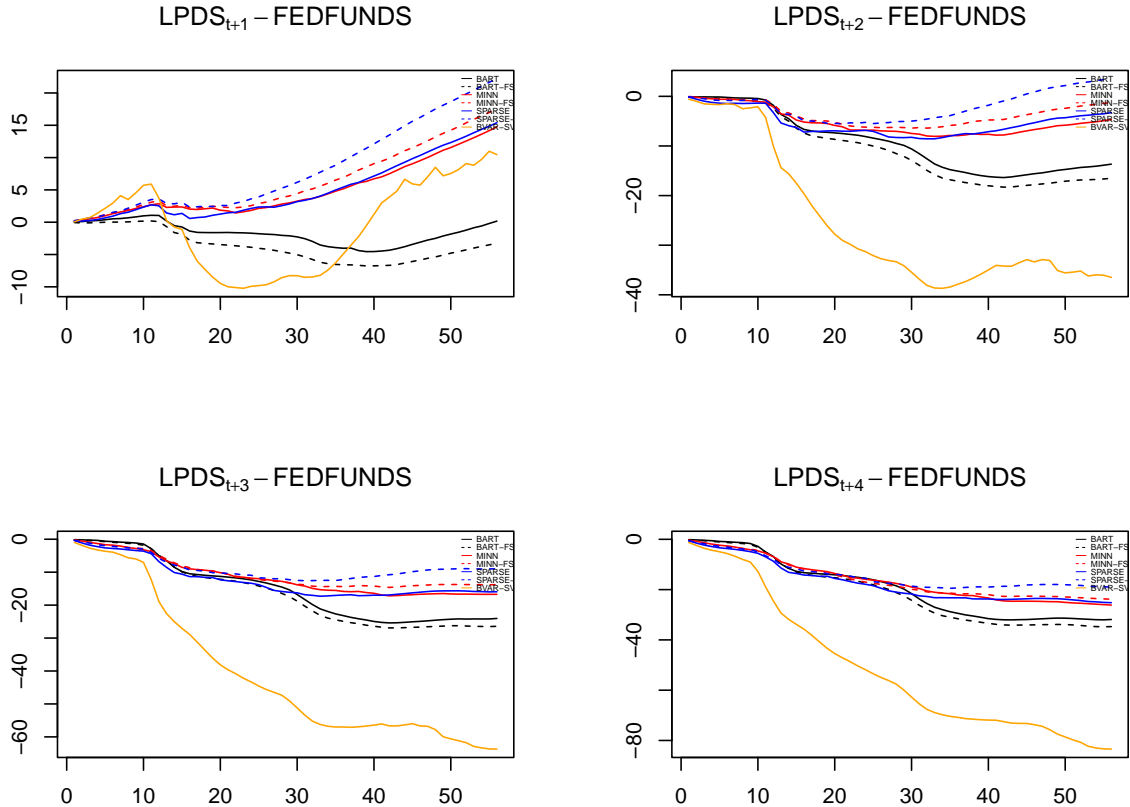 LPDSt+1 – FEDFUNDS
BART
BART−FS
MINN
MINN−FS
SPARSE
SPARSE−
BVAR−SV
15
5
0
−10
0 10 20 30 40 50
LPDSt+2 – FEDFUNDS
BART
BART−FS
MINN
MINN−FS
SPARSE
SPARSE−
BVAR−SV
0
−20
−40
0 10 20 30 40 50
LPDSt+3 – FEDFUNDS
BART
BART−FS
MINN
MINN−FS
SPARSE
SPARSE−
BVAR−SV
0
−20
−40
−60
0 10 20 30 40 50
LPDSt+4 – FEDFUNDS
BART
BART−FS
MINN
MINN−FS
SPARSE
SPARSE−
BVAR−SV
0
−40
−80
0 10 20 30 40 50